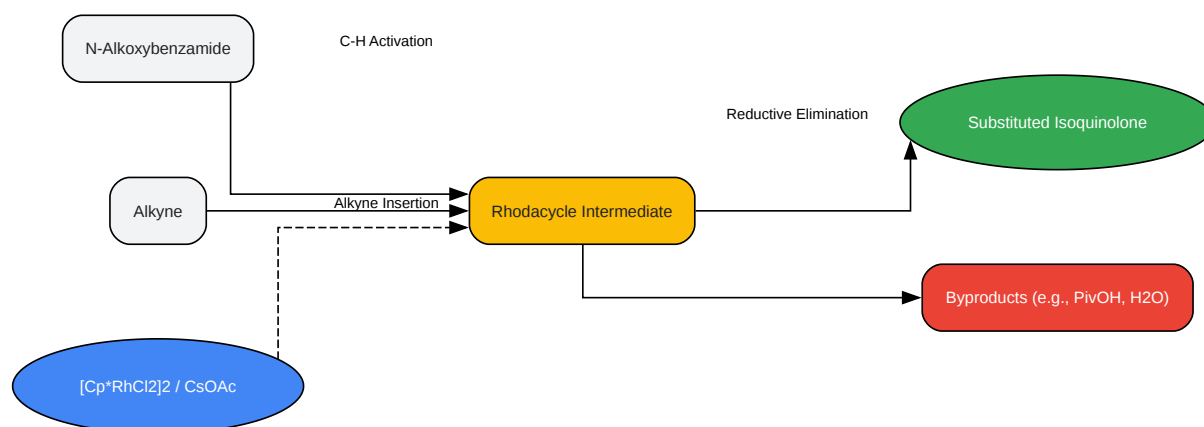 N-Alkoxybenzamide
C-H Activation
Reductive Elimination
Substituted Isoquinolone
Alkyne
Alkyne Insertion
Rhodacycle Intermediate
Byproducts (e.g., PivOH, H2O)
[Cp*RhCl2]2 / CsOAc